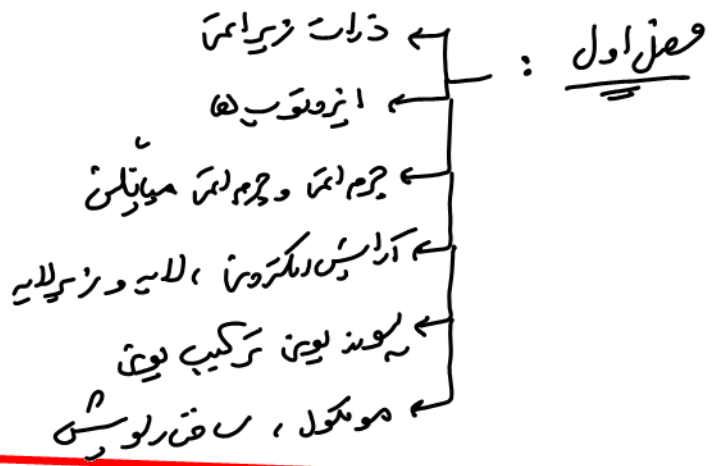 فصل اول :
ذرات زیر اتمی
ایزوتوپ ها
جرم اتمی و جرم اتمی میانگین
آرایش الکترونی ، لایه و زیرلایه
پیوند یونی ترکیب یونی
مولکول ، ساختار لوویس